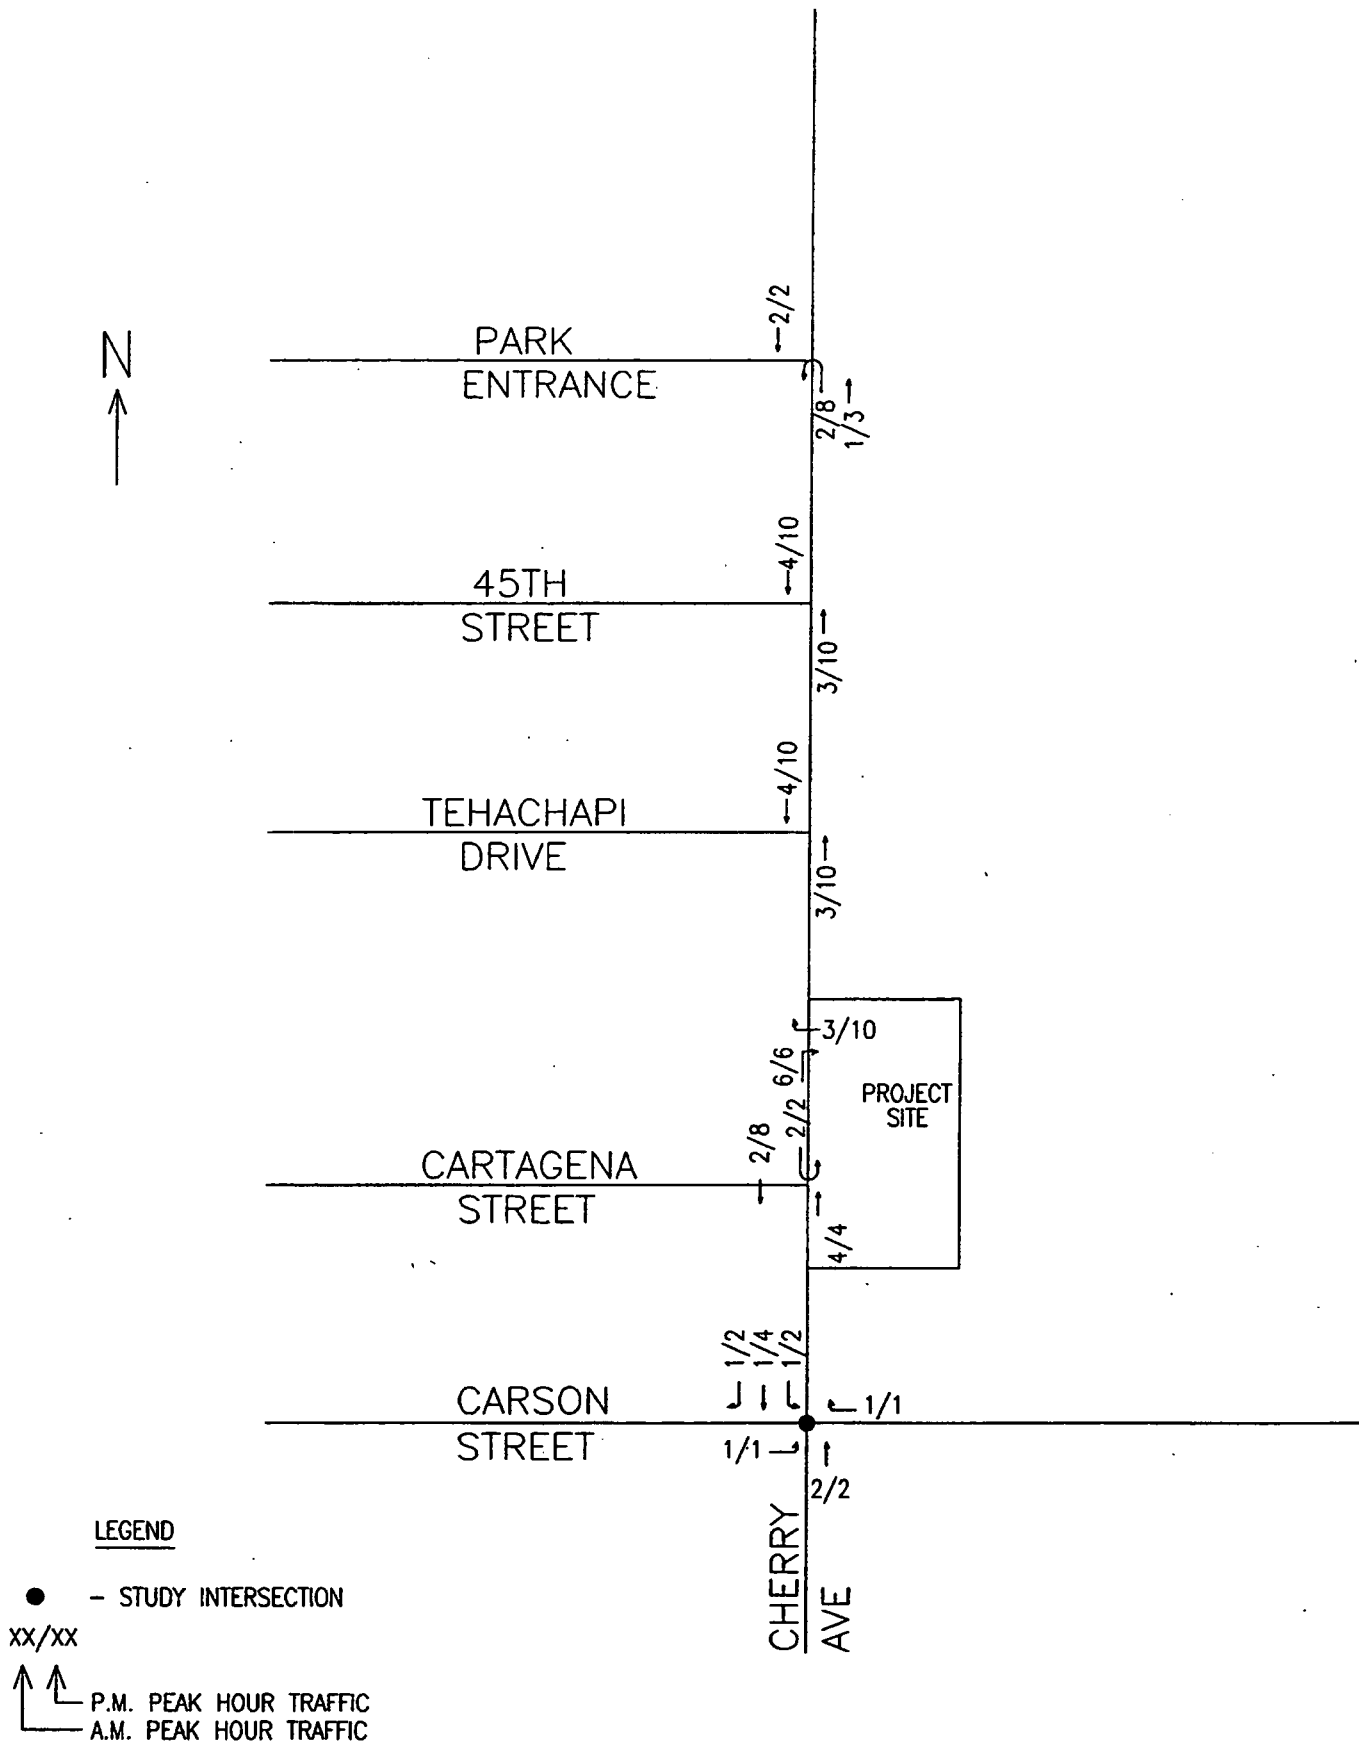 2/2
N
PARK
ENTRANCE
2/8
1/3
4/10
45TH
STREET
3/10
4/10
TEHACHAPI
DRIVE
3/10
3/10
6/6
PROJECT
SITE
2/2
2/8
CARTAGENA
STREET
4/4
1/2
1/4
1/2
CARSON
STREET
1/1
1/1
2/2
CHERRY
AVE
LEGEND
- STUDY INTERSECTION
XX/XX
P.M. PEAK HOUR TRAFFIC
A.M. PEAK HOUR TRAFFIC